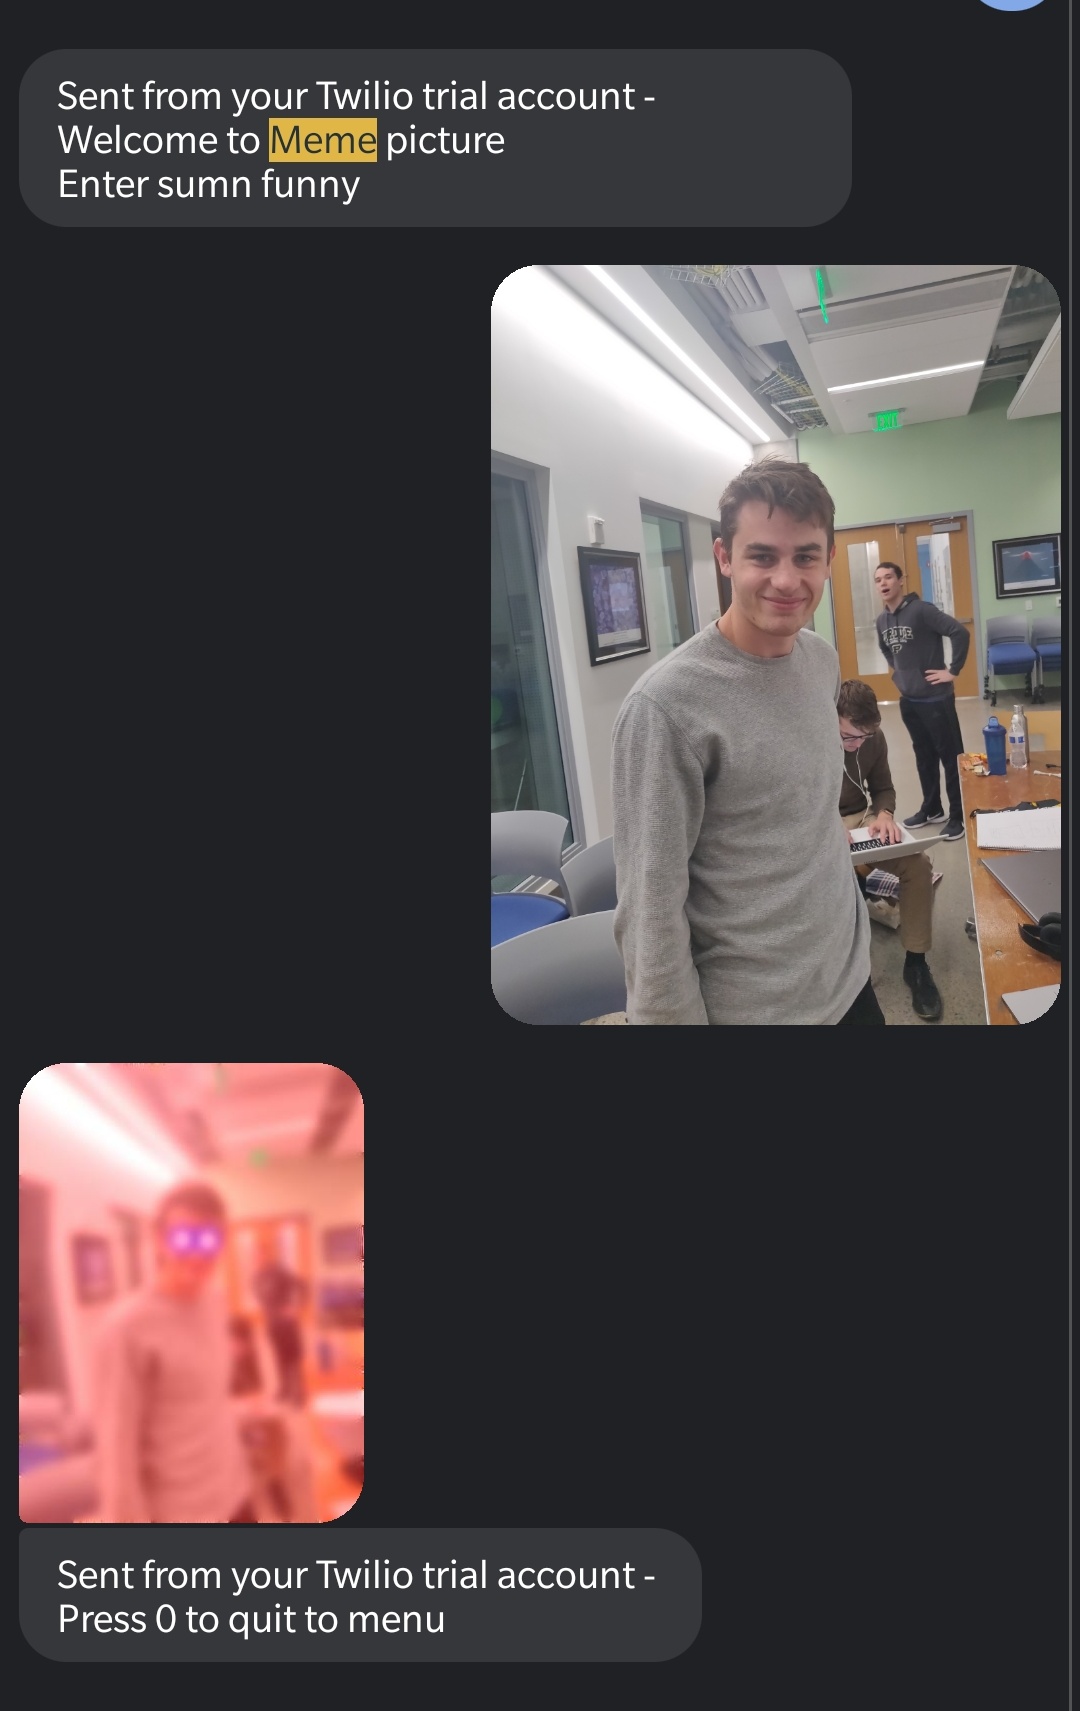 Sent from your Twilio trial account -
Welcome to Meme picture
Enter sumn funny
EXIT
Sent from your Twilio trial account -
Press 0 to quit to menu